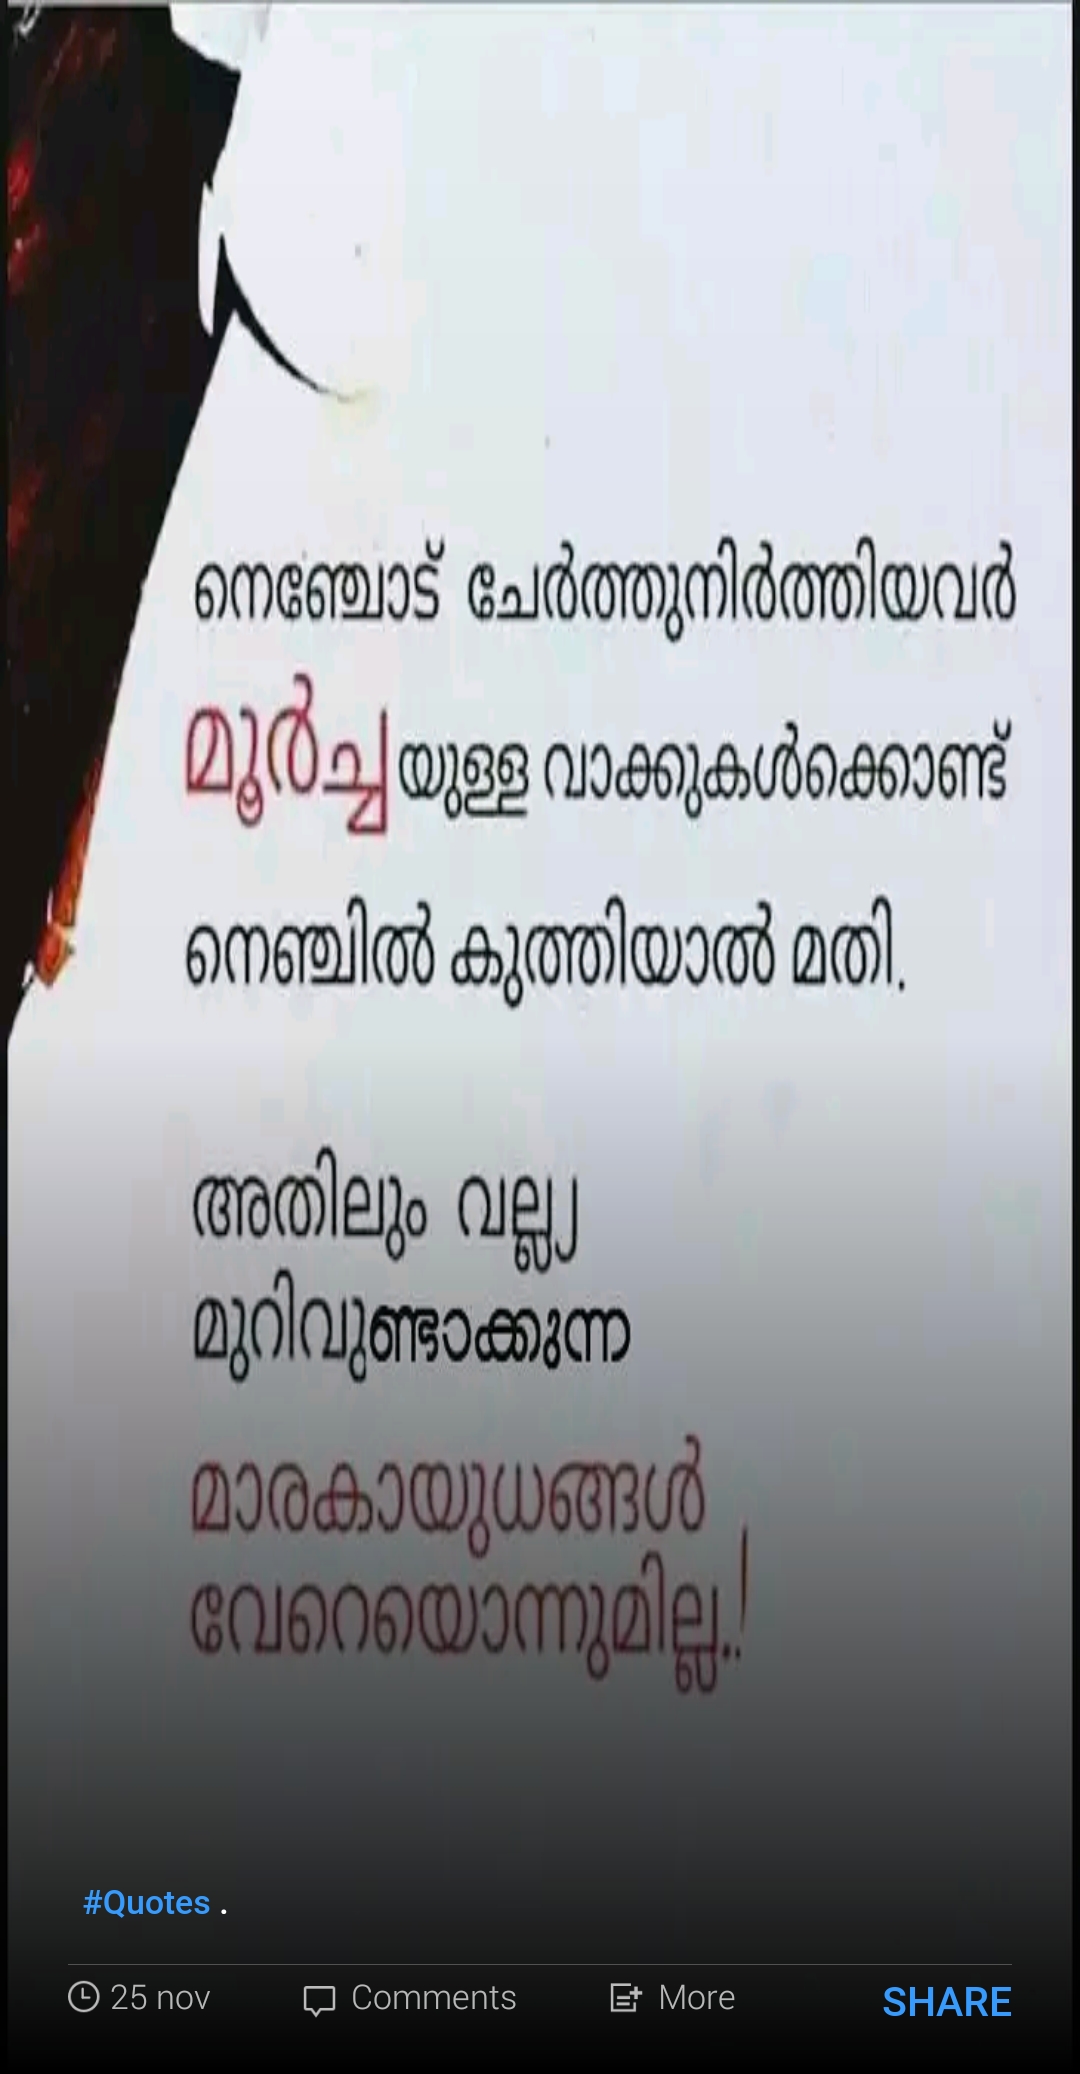 നെഞ്ചോട് ചേർത്തുനിർത്തിയവർ
മൂർച്ചയുള്ള വാക്കുകൾക്കൊണ്ട്
നെഞ്ചിൽ കുത്തിയാൽ മതി.
അതിലും വല്ല്യ
മുറിവുണ്ടാക്കുന്ന
മാരകായുധങ്ങൾ
വേറെയൊന്നുമില്ല..!
#Quotes .
25 nov Comments More SHARE